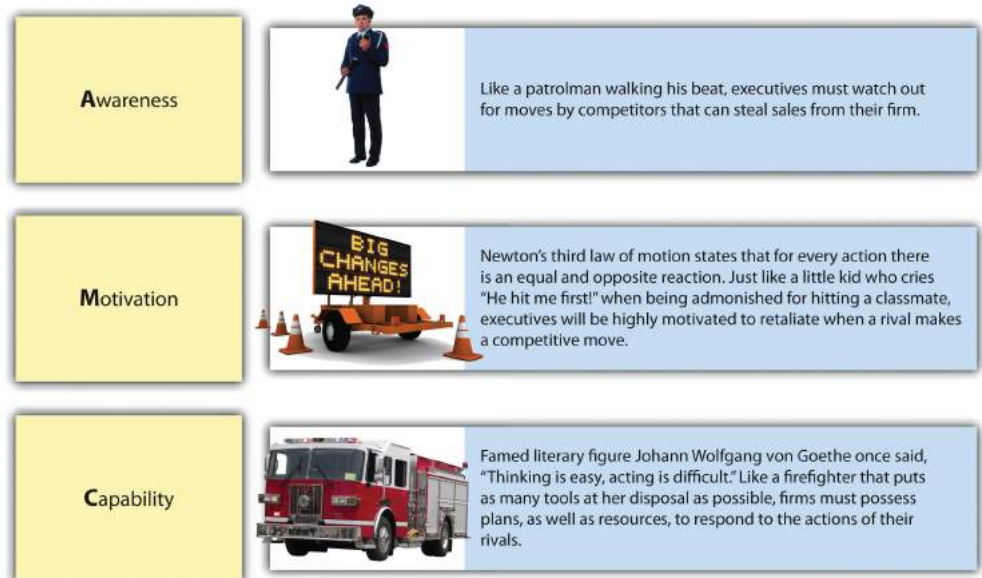 Awareness
Like a patrolman walking his beat, executives must watch out
for moves by competitors that can steal sales from their firm.
Motivation
BIG
CHANGES
AHEAD!
Newton’s third law of motion states that for every action there
is an equal and opposite reaction. Just like a little kid who cries
“He hit me first!” when being admonished for hitting a classmate,
executives will be highly motivated to retaliate when a rival makes
a competitive move.
Capability
Famed literary figure Johann Wolfgang von Goethe once said,
“Thinking is easy, acting is difficult.” Like a firefighter that puts
as many tools at her disposal as possible, firms must possess
plans, as well as resources, to respond to the actions of their
rivals.